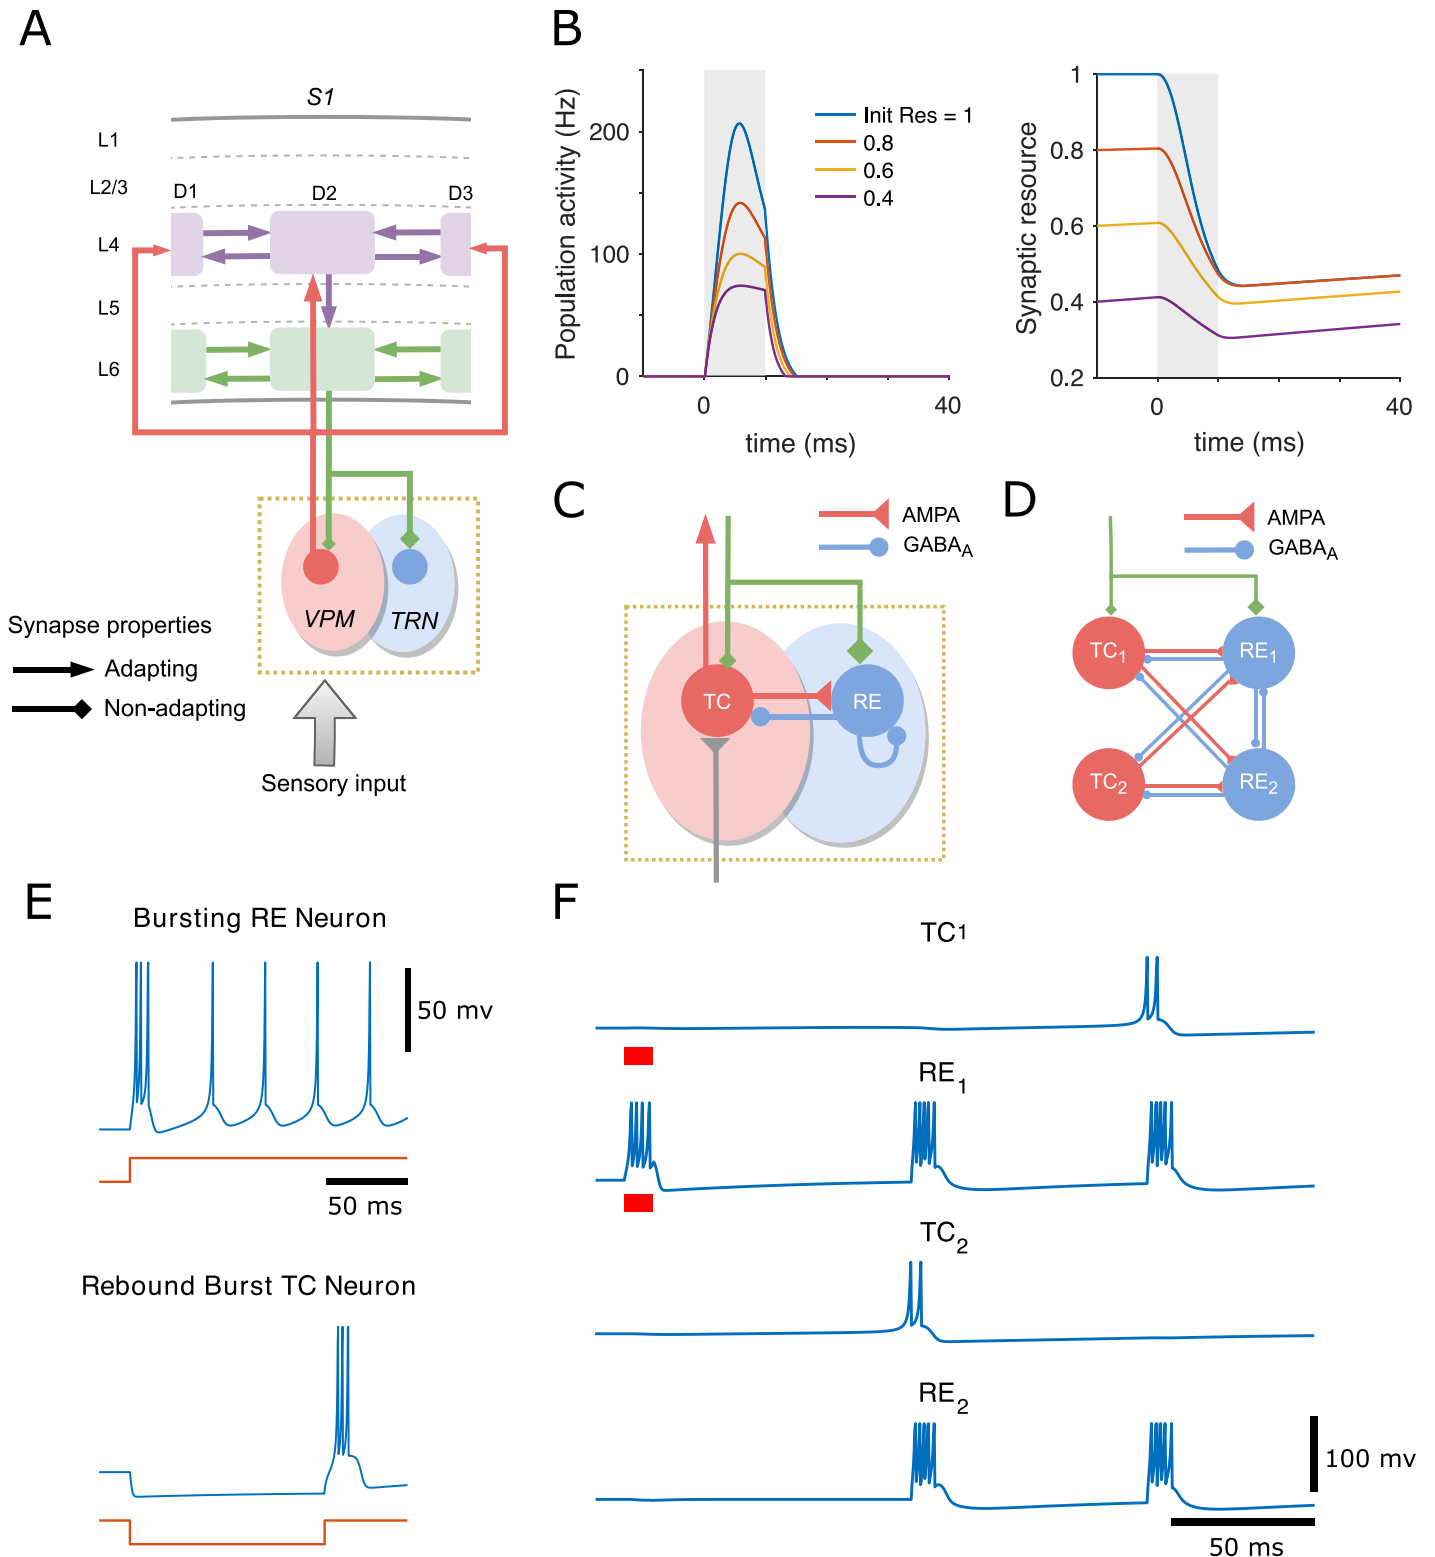 A
S1
L1
L2/3
D1
D2
D3
L4
L5
L6
VPM
TRN
Synapse properties
Adapting
Non-adapting
Sensory input
B
Population activity (Hz)
200
100
0
0
40
time (ms)
Init Res = 1
0.8
0.6
0.4
Synaptic resource
1
0.8
0.6
0.4
0.2
0
40
time (ms)
C
AMPA
GABAA
TC
RE
D
AMPA
GABAA
TC1
RE1
TC2
RE2
E
Bursting RE Neuron
50 mv
50 ms
Rebound Burst TC Neuron
F
TC1
RE1
TC2
RE2
100 mv
50 ms